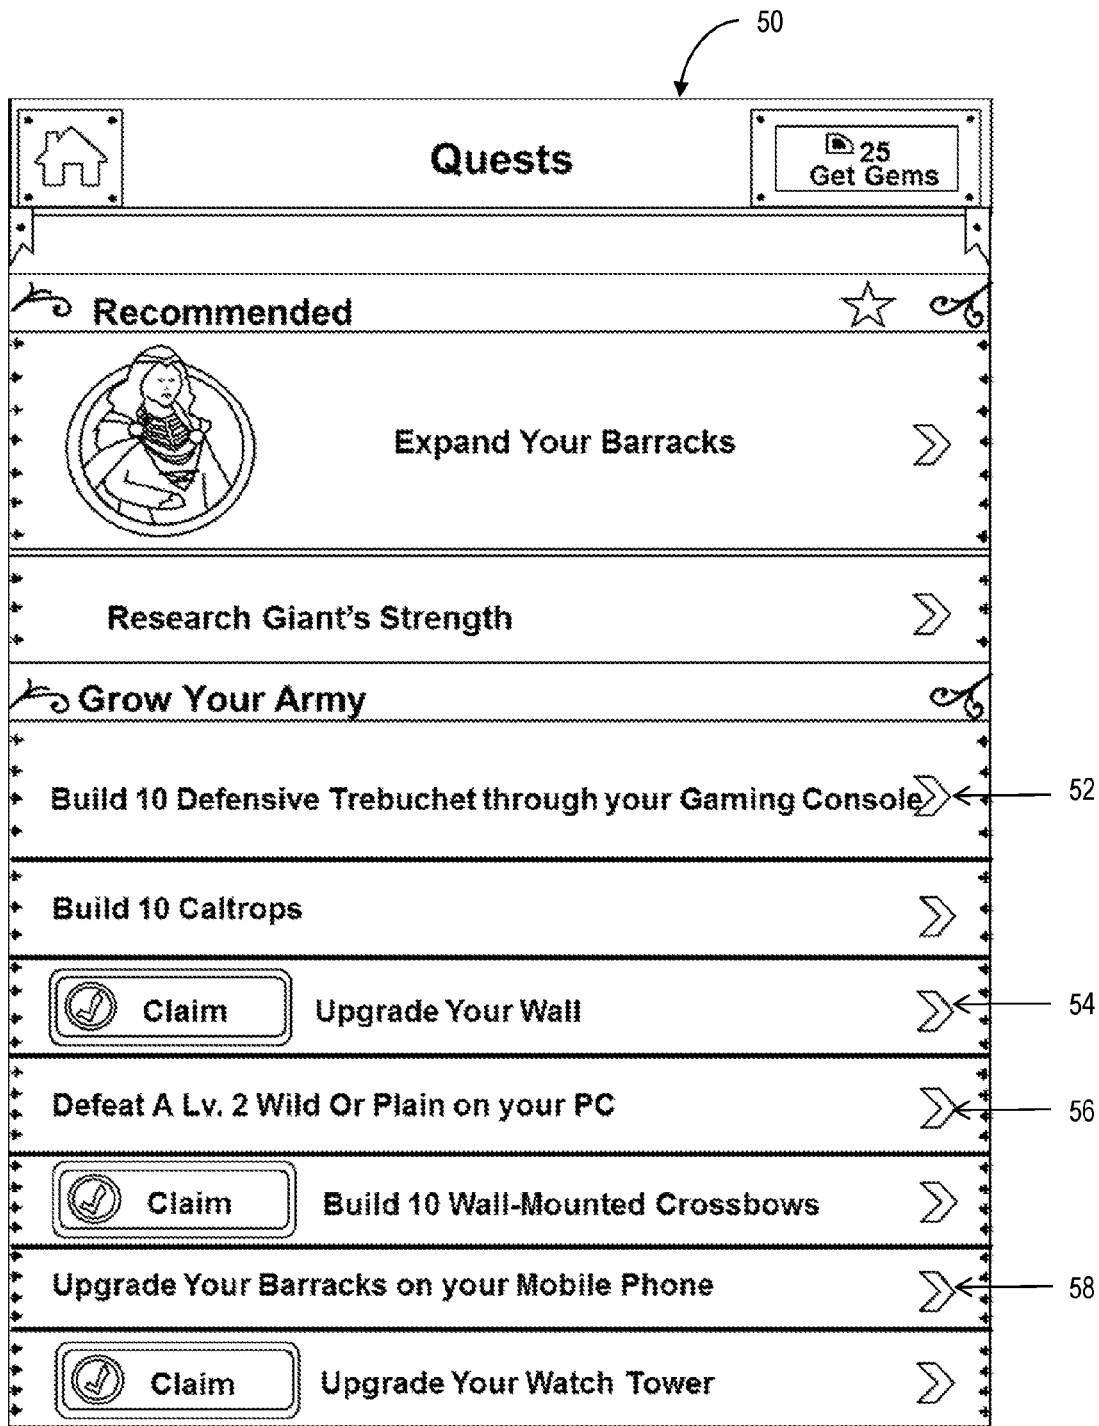 50
Quests
25
Get Gems
Recommended
Expand Your Barracks
Research Giant's Strength
Grow Your Army
Build 10 Defensive Trebuchet through your Gaming Console
52
Build 10 Caltrops
Claim Upgrade Your Wall
54
Defeat A Lv. 2 Wild Or Plain on your PC
56
Claim Build 10 Wall-Mounted Crossbows
Upgrade Your Barracks on your Mobile Phone
58
Claim Upgrade Your Watch Tower